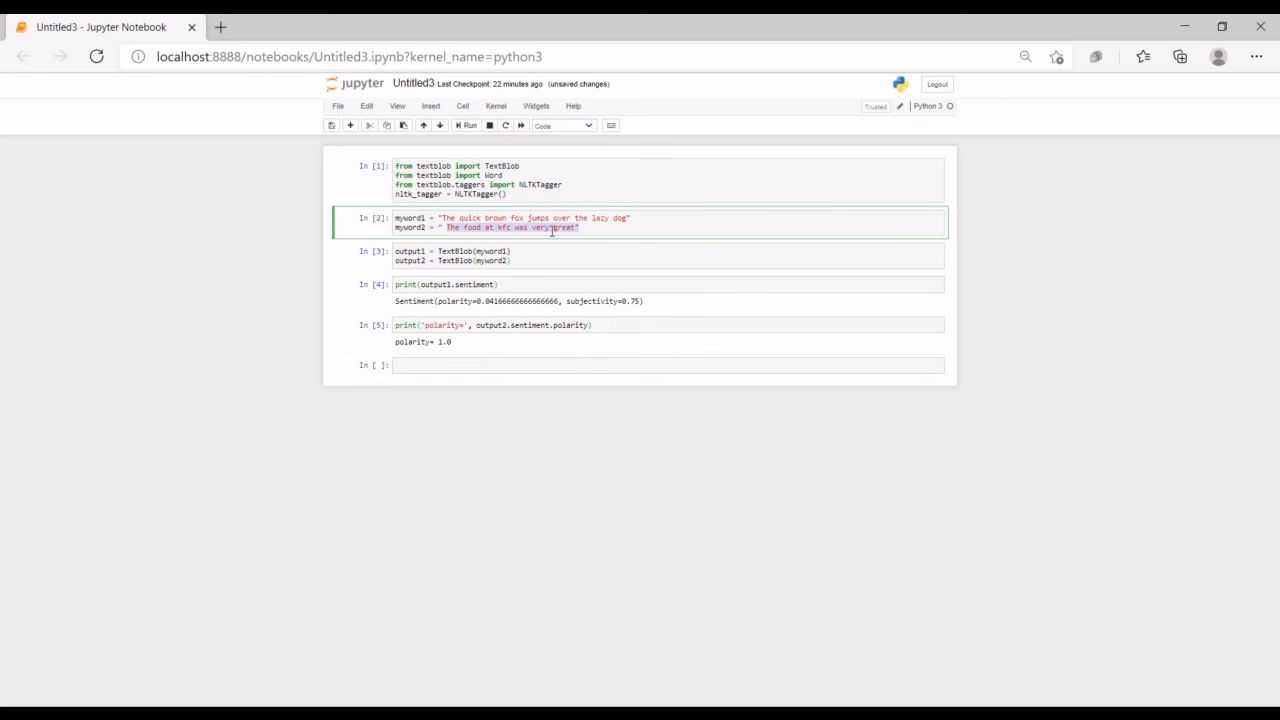 Untitled3 - Jupyter Notebook
localhost:8888/notebooks/Untitled3.ipynb?kernel_name=python3
jupyter Untitled3 Last Checkpoint: 22 minutes ago (unsaved changes) Logout
File Edit View Insert Cell Kernel Widgets Help Trusted Python 3
Run Code
In [1]: from textblob import TextBlob
from textblob import Word
from textblob.taggers import NLTKTagger
nltk_tagger = NLTKTagger()
In [2]: myword1 = "The quick brown fox jumps over the lazy dog"
myword2 = " The food at kfc was very great"
In [3]: output1 = TextBlob(myword1)
output2 = TextBlob(myword2)
In [4]: print(output1.sentiment)
Sentiment(polarity=0.04166666666666666, subjectivity=0.75)
In [5]: print('polarity=', output2.sentiment.polarity)
polarity= 1.0
In [ ]: